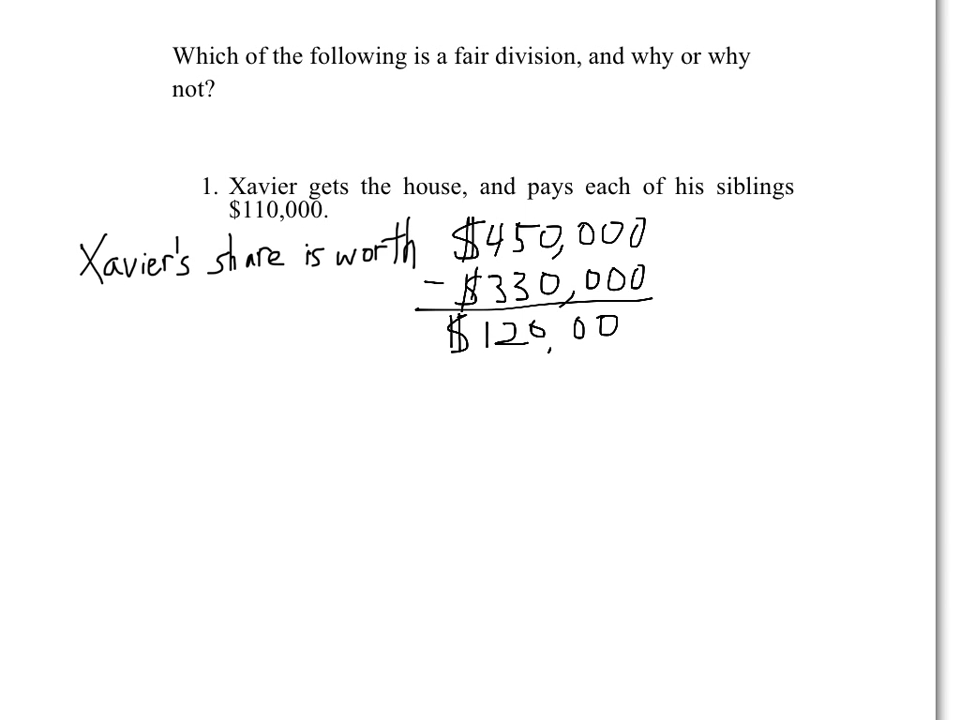 Which of the following is a fair division, and why or why
not?
1. Xavier gets the house, and pays each of his siblings
$110,000.
Xavier's share is worth $450,000
- $330,000
$120,00